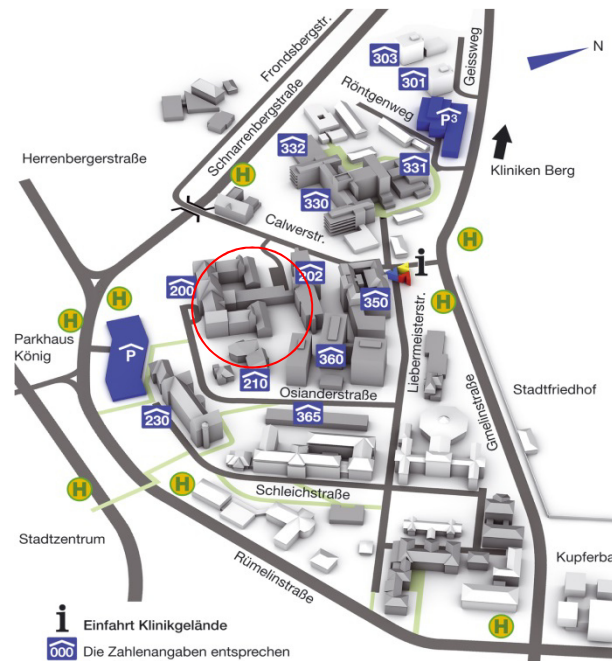 Frondsbergstr.
303
Geissweg
N
301
Röntgenweg
P3
Schnarrenbergstraße
332
331
Kliniken Berg
Herrenbergerstraße
H
330
Calwerstr.
H
i
200
202
350
H
H
H
Liebermeisterstr.
Parkhaus
König
P
360
210
Osianderstraße
Gmelinstraße
Stadtfriedhof
230
365
H
H
Schleichstraße
Stadtzentrum
Rümelinstraße
Kupferba
H
i Einfahrt Klinikgelände
000 Die Zahlenangaben entsprechen